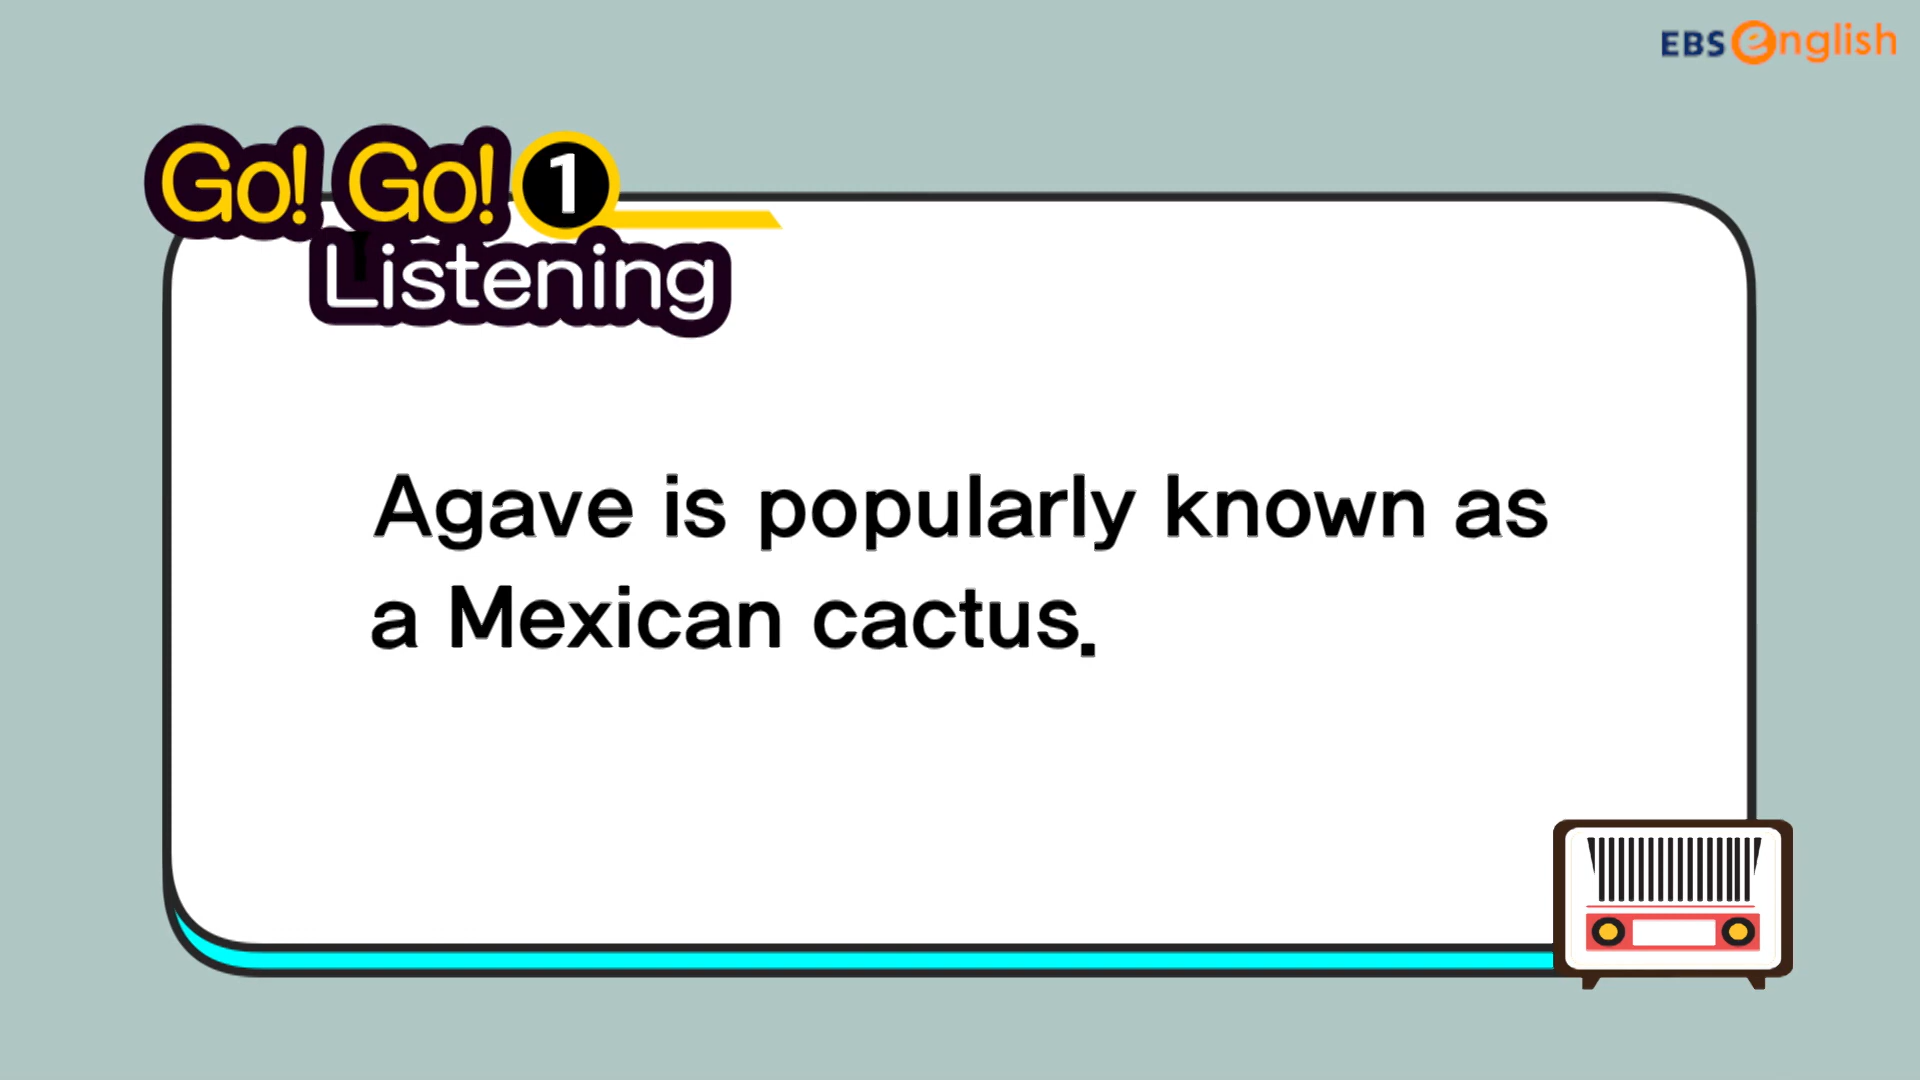 EBS english
Go! Go! 1
Listening
Agave is popularly known as
a Mexican cactus.